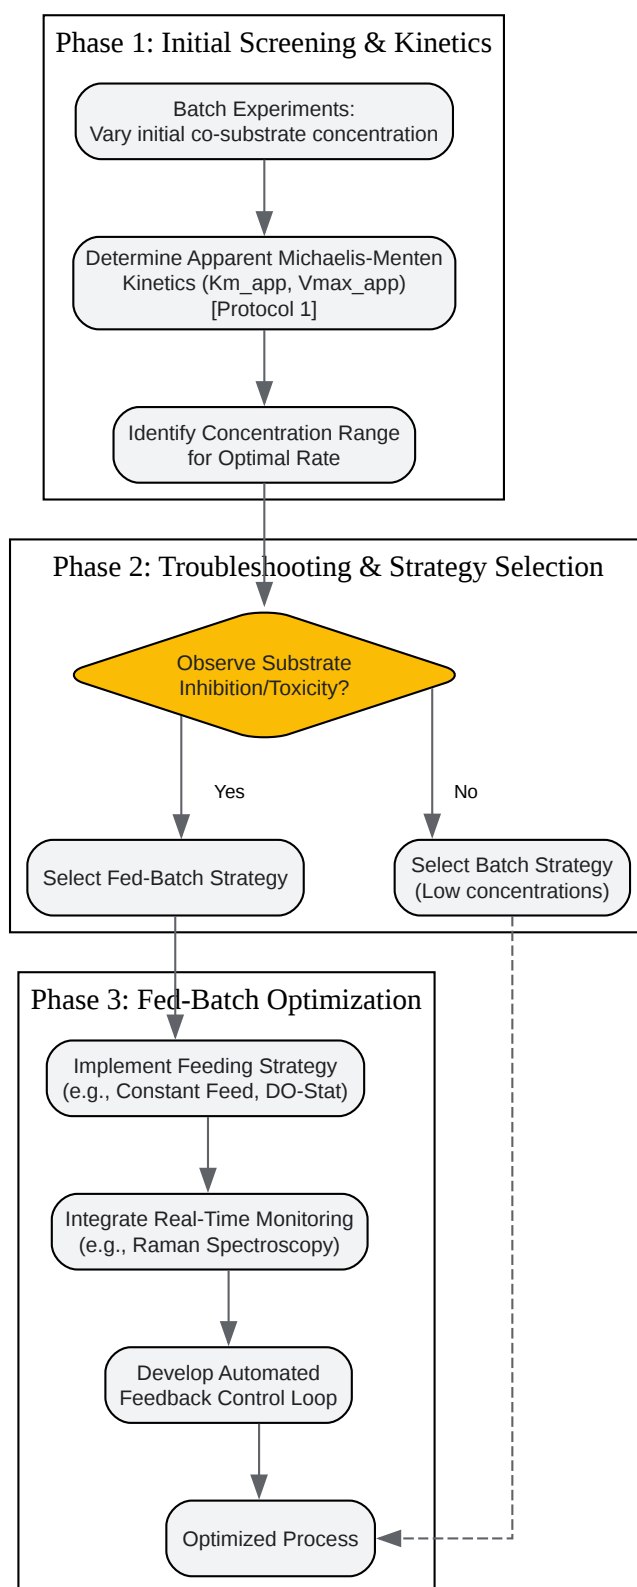 Phase 1: Initial Screening & Kinetics
Batch Experiments:
Vary initial co-substrate concentration
Determine Apparent Michaelis-Menten
Kinetics (Km_app, Vmax_app)
[Protocol 1]
Identify Concentration Range
for Optimal Rate
Phase 2: Troubleshooting & Strategy Selection
Observe Substrate
Inhibition/Toxicity?
Yes
No
Select Fed-Batch Strategy
Select Batch Strategy
(Low concentrations)
Phase 3: Fed-Batch Optimization
Implement Feeding Strategy
(e.g., Constant Feed, DO-Stat)
Integrate Real-Time Monitoring
(e.g., Raman Spectroscopy)
Develop Automated
Feedback Control Loop
Optimized Process